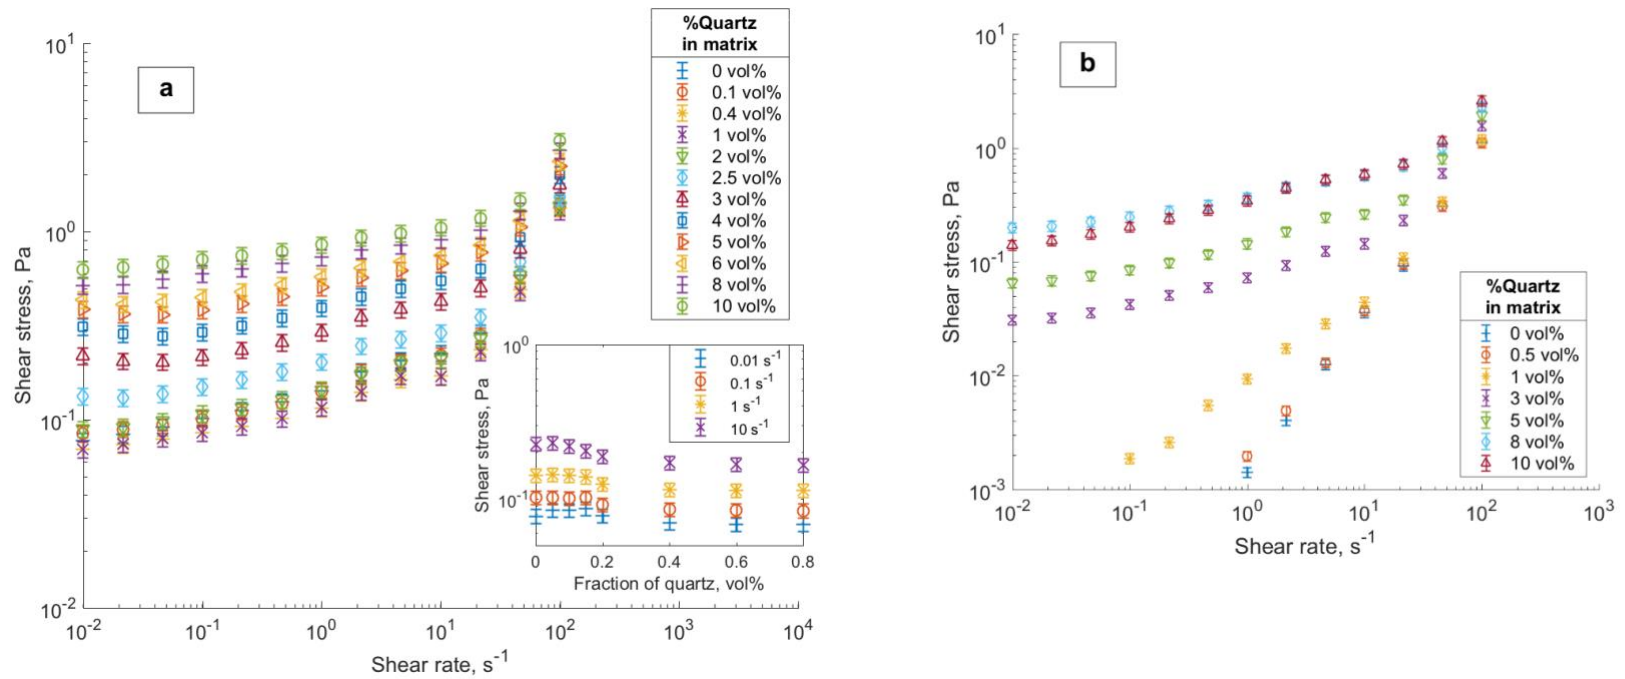 a
%Quartz
in matrix
0 vol%
0.1 vol%
0.4 vol%
1 vol%
2 vol%
2.5 vol%
3 vol%
4 vol%
5 vol%
6 vol%
8 vol%
10 vol%
10^1
10^0
10^-1
10^-2
Shear stress, Pa
10^-2
10^-1
10^0
10^1
10^2
10^3
10^4
Shear rate, s^-1
0.01 s^-1
0.1 s^-1
1 s^-1
10 s^-1
10^0
10^-1
Shear stress, Pa
0
0.2
0.4
0.6
0.8
Fraction of quartz, vol%
b
10^1
10^0
10^-1
10^-2
10^-3
Shear stress, Pa
%Quartz
in matrix
0 vol%
0.5 vol%
1 vol%
3 vol%
5 vol%
8 vol%
10 vol%
10^-2
10^-1
10^0
10^1
10^2
10^3
Shear rate, s^-1